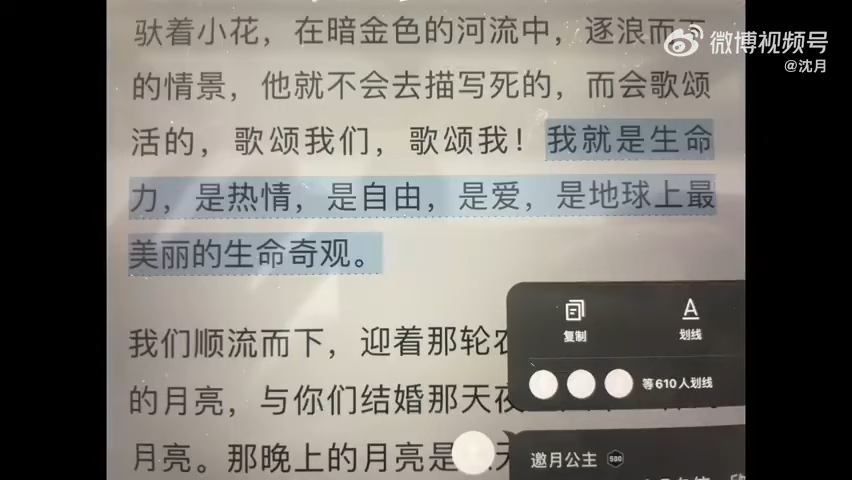 驮着小花，在暗金色的河流中，逐浪而下
的情景，他就不会去描写死的，而会歌颂
活的，歌颂我们，歌颂我！我就是生命
力，是热情，是自由，是爱，是地球上最
美丽的生命奇观。
我们顺流而下，迎着那轮
的月亮，与你们结婚那天夜
月亮。那晚上的月亮是
微博视频号
@沈月
复制
划线
等610人划线
邀月公主